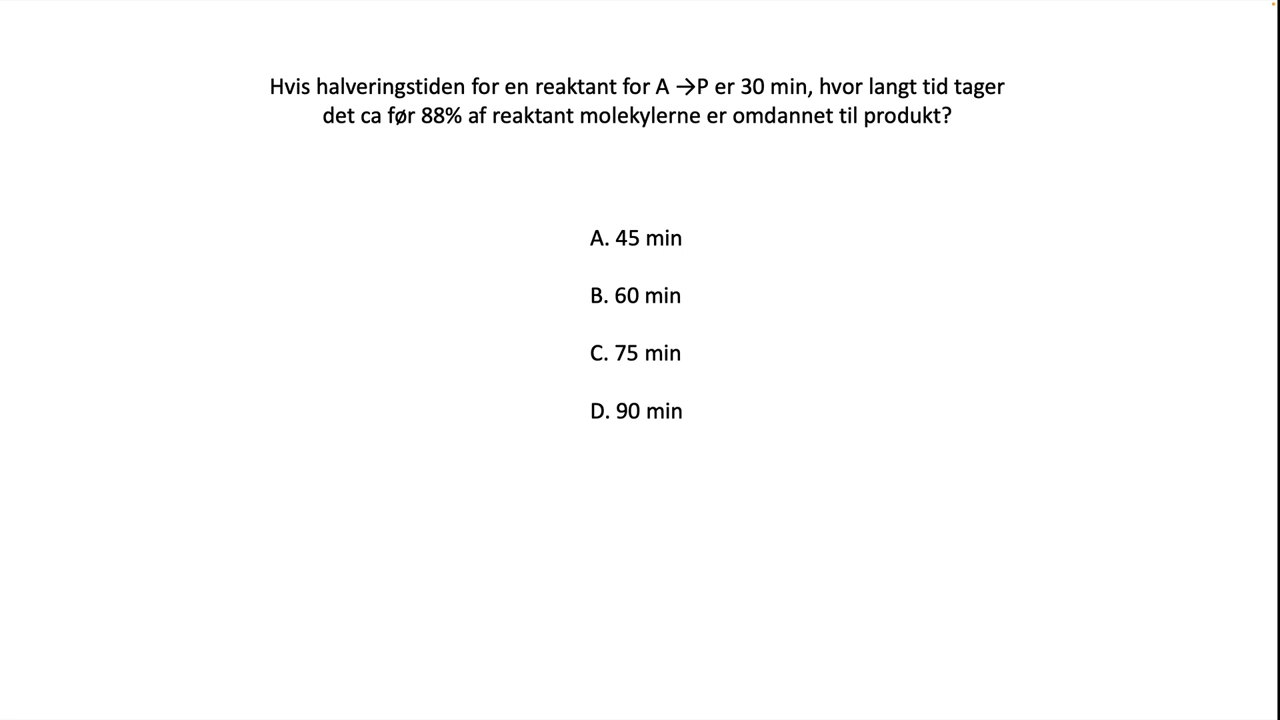 Hvis halveringstiden for en reaktant for A →P er 30 min, hvor langt tid tager
det ca før 88% af reaktant molekylerne er omdannet til produkt?
A. 45 min
B. 60 min
C. 75 min
D. 90 min